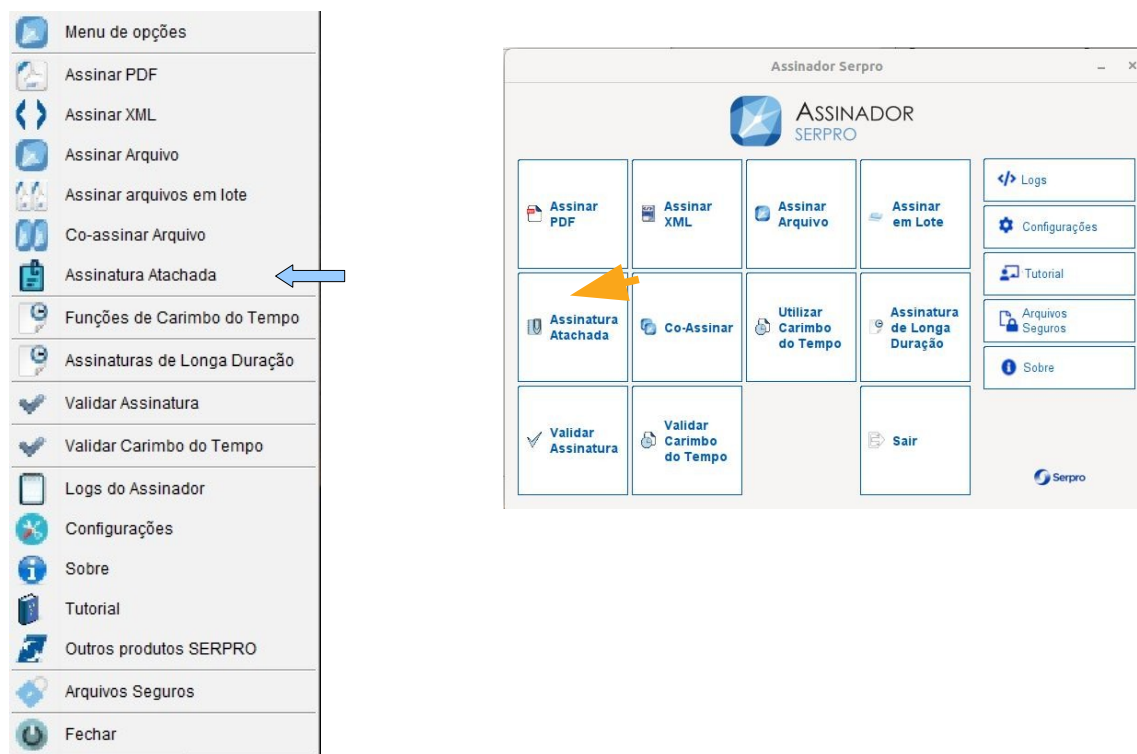 Menu de opções
Assinar PDF
Assinar XML
Assinar Arquivo
Assinar arquivos em lote
Co-assinar Arquivo
Assinatura Atachada
Funções de Carimbo do Tempo
Assinaturas de Longa Duração
Validar Assinatura
Validar Carimbo do Tempo
Logs do Assinador
Configurações
Sobre
Tutorial
Outros produtos SERPRO
Arquivos Seguros
Fechar
Assinador Serpro
ASSINADOR
SERPRO
Assinar
PDF
Assinar
XML
Assinar
Arquivo
Assinar
em Lote
Assinatura
Atachada
Co-Assinar
Utilizar
Carimbo
do Tempo
Assinatura
de Longa
Duração
Validar
Assinatura
Validar
Carimbo
do Tempo
Sair
Logs
Configurações
Tutorial
Arquivos
Seguros
Sobre
Serpro